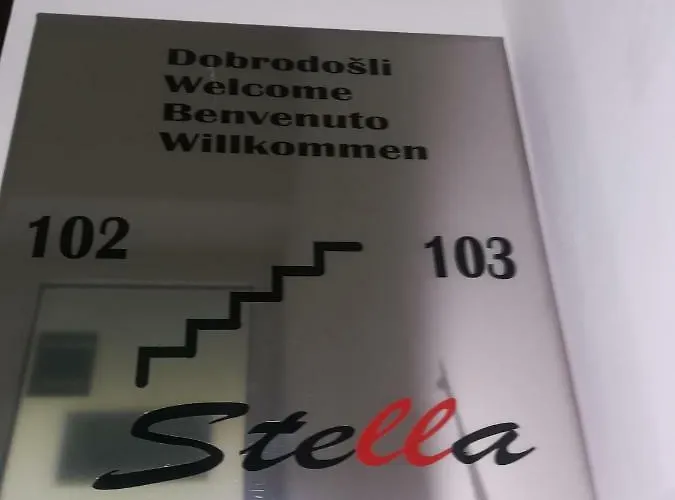 Dobrodošli
Welcome
Benvenuto
Willkommen
102 103
Stella